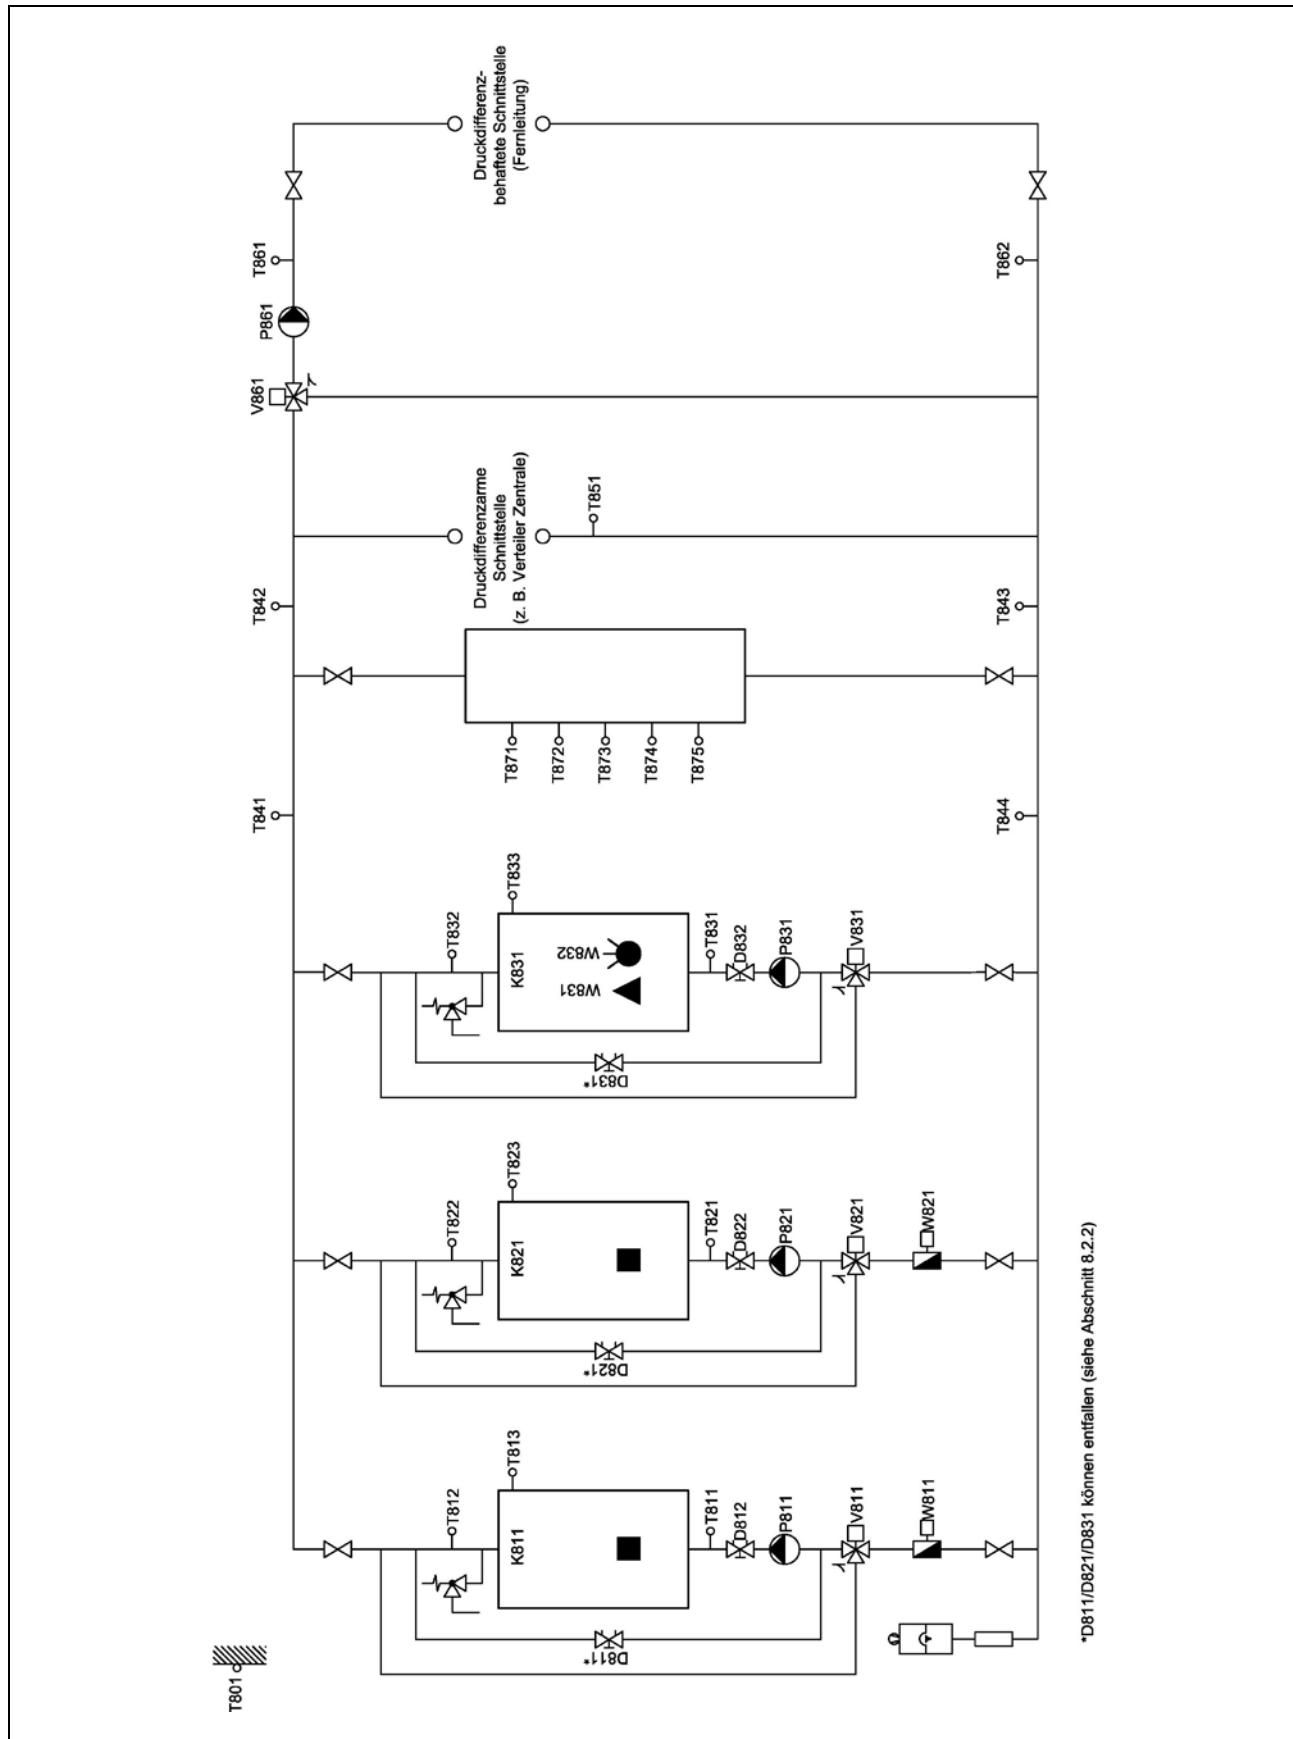 T801
T841
T842
V861
P861
T861
T812
T813
K811
D811*
T811
D812
P811
V811
W811
T822
T823
K821
D821*
T821
D822
P821
V821
W821
T832
T833
K831
W831
W832
D831*
T831
D832
P831
V831
T871
T872
T873
T874
T875
Druckdifferenzarme
Schnittstelle
(z. B. Verteiler Zentrale)
T851
Druckdifferenz-
behaftete Schnittstelle
(Fernleitung)
T844
T843
T862
*D811/D821/D831 können entfallen (siehe Abschnitt 8.2.2)